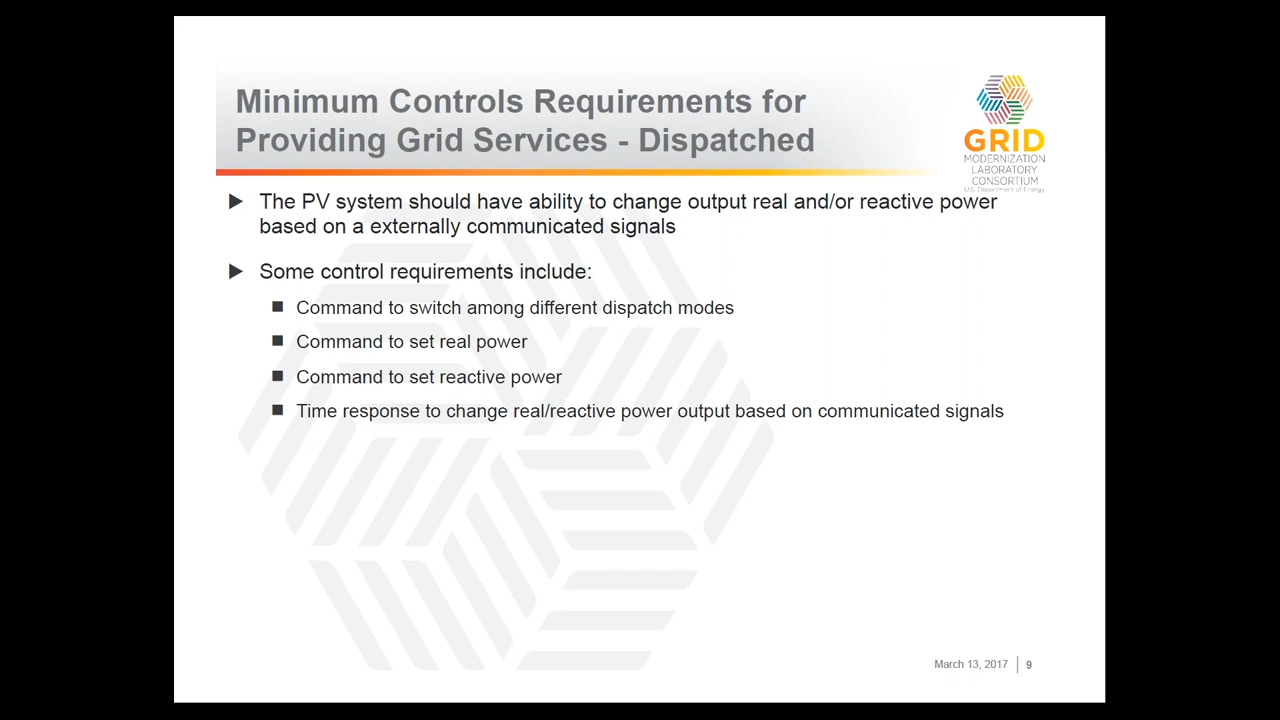 Minimum Controls Requirements for
Providing Grid Services - Dispatched
GRID
MODERNIZATION
LABORATORY
CONSORTIUM
U.S. Department of Energy
The PV system should have ability to change output real and/or reactive power
based on a externally communicated signals
Some control requirements include:
Command to switch among different dispatch modes
Command to set real power
Command to set reactive power
Time response to change real/reactive power output based on communicated signals
March 13, 2017 9